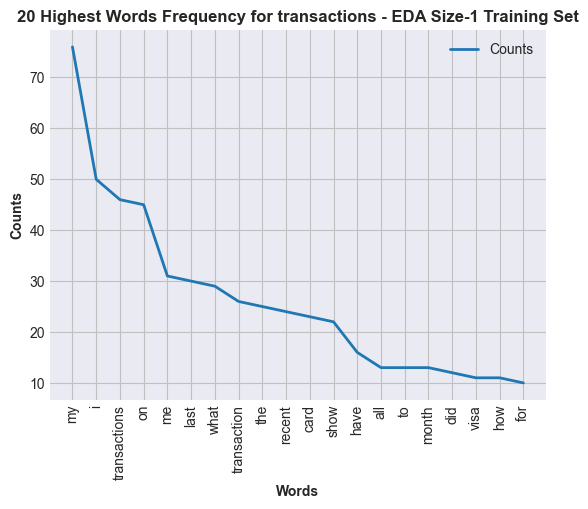 20 Highest Words Frequency for transactions - EDA Size-1 Training Set
Counts
70
60
50
40
30
20
10
Counts
my
i
transactions
on
me
last
what
transaction
the
recent
card
show
have
all
to
month
did
visa
how
for
Words